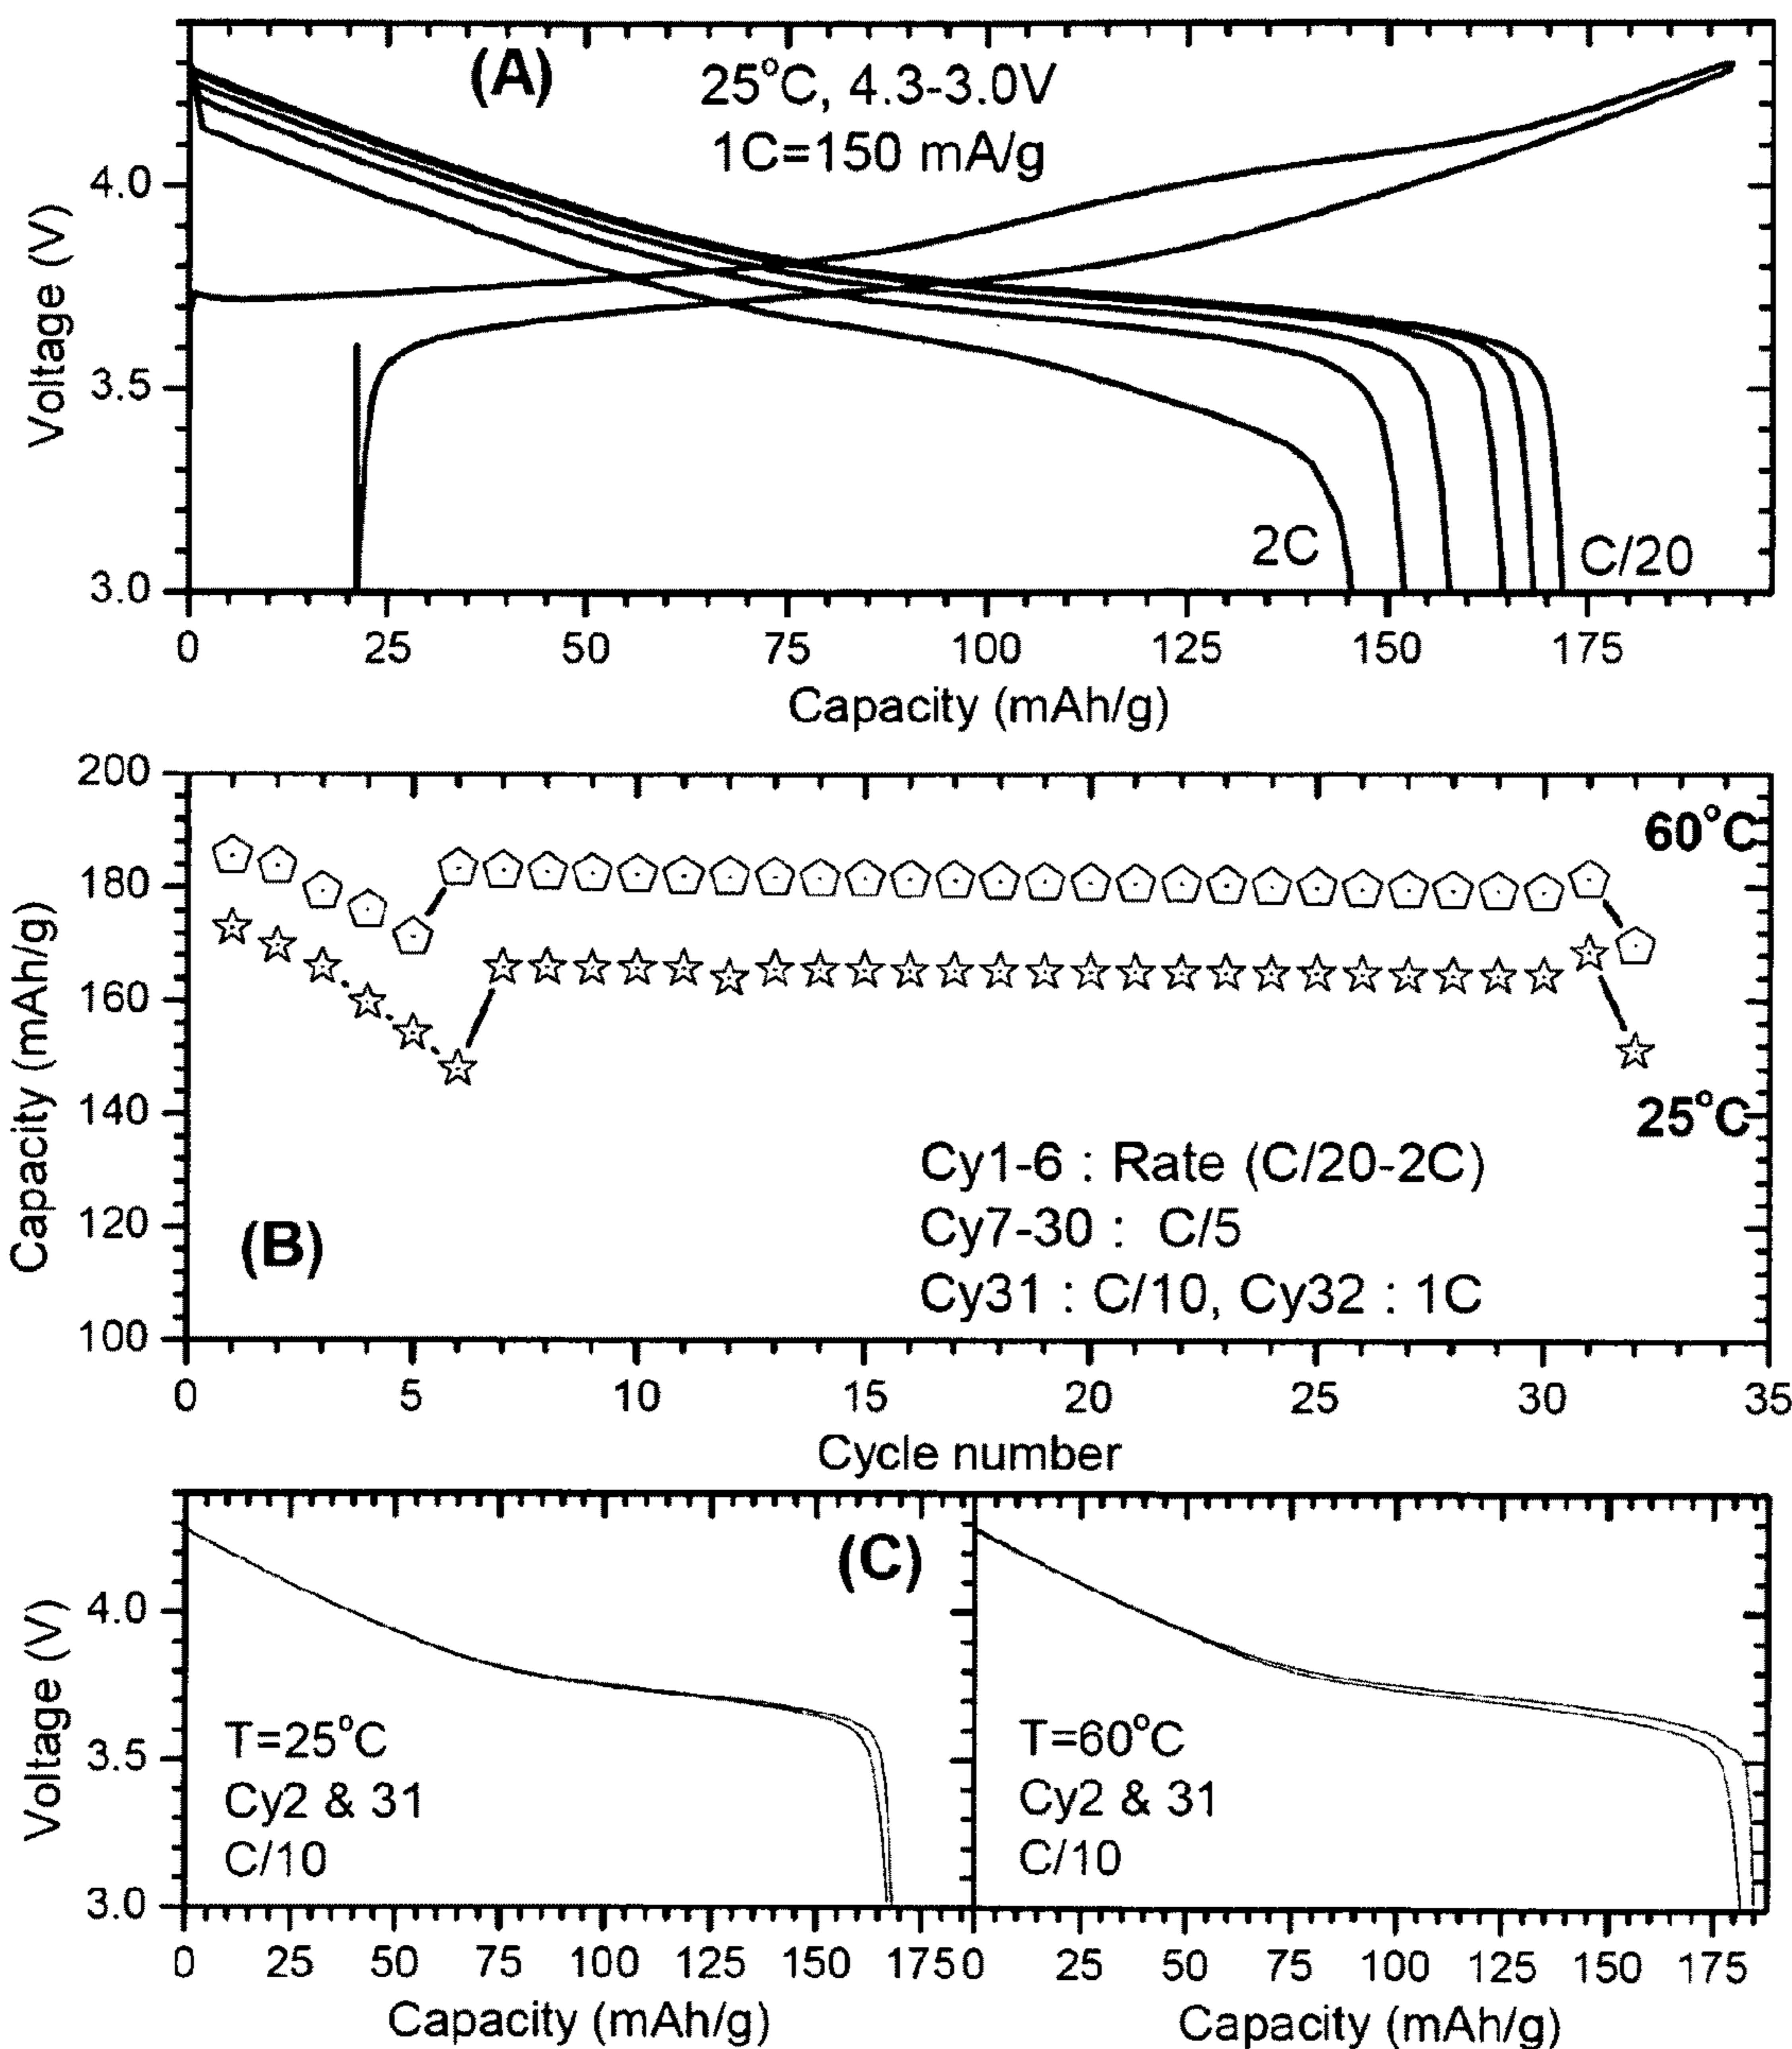 (A)
25°C, 4.3-3.0V
1C=150 mA/g
Voltage (V)
4.0
3.5
3.0
2C
C/20
0 25 50 75 100 125 150 175
Capacity (mAh/g)
Capacity (mAh/g)
200
180
160
140
120
100
60°C
25°C
Cy1-6 : Rate (C/20-2C)
Cy7-30 : C/5
Cy31 : C/10, Cy32 : 1C
(B)
0 5 10 15 20 25 30 35
Cycle number
(C)
Voltage (V)
4.0
3.5
3.0
T=25°C
Cy2 & 31
C/10
T=60°C
Cy2 & 31
C/10
0 25 50 75 100 125 150 175 0 25 50 75 100 125 150 175
Capacity (mAh/g)
Capacity (mAh/g)